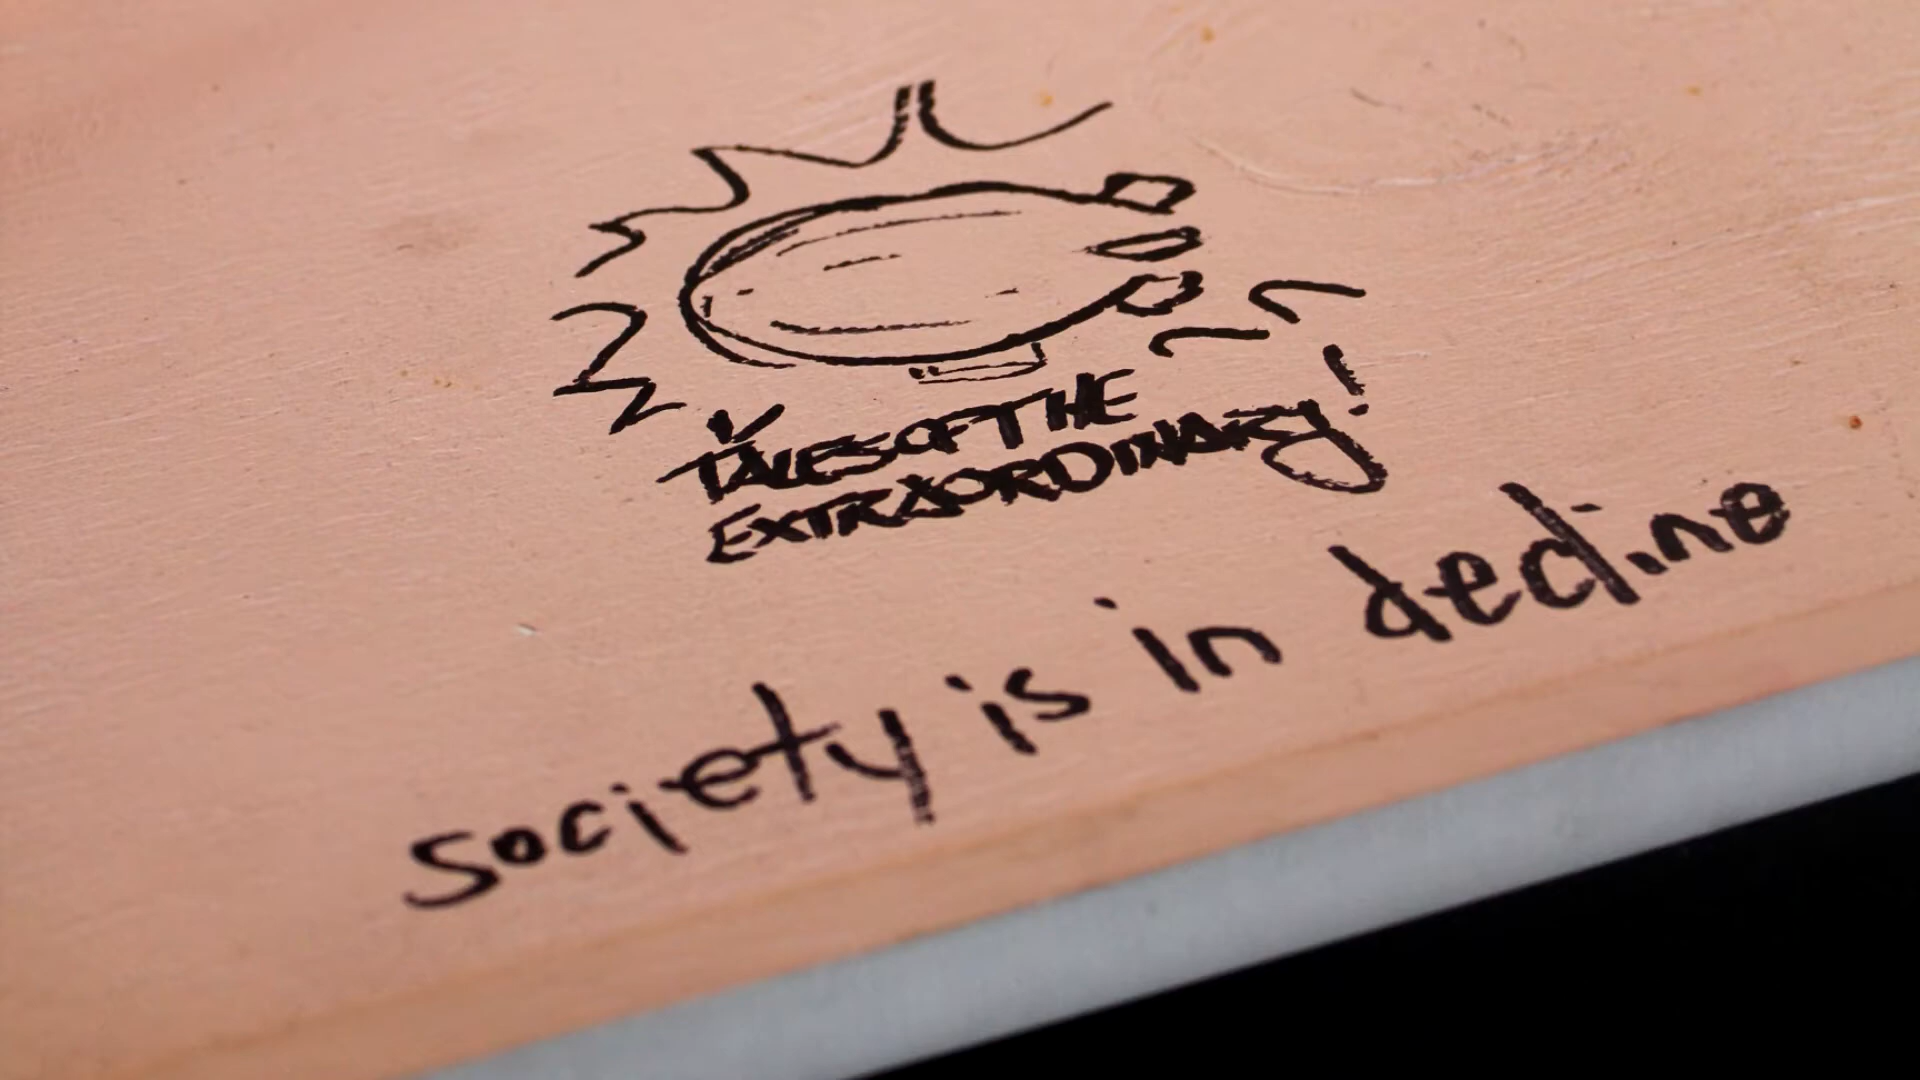 TALES OF THE
EXTRAORDINARY!
society is in decline